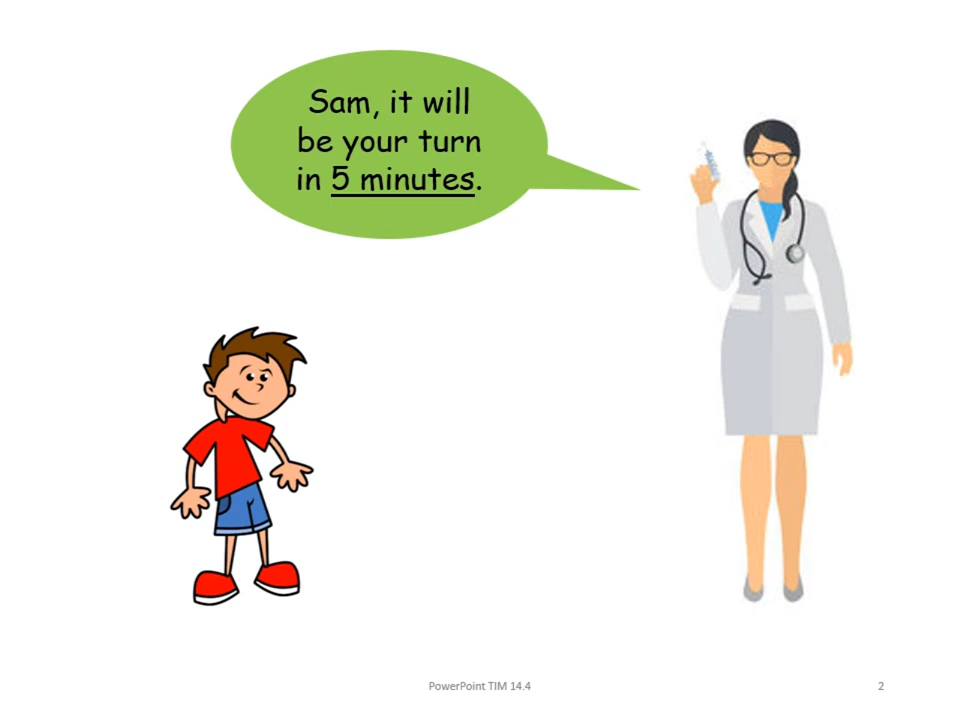 Sam, it will
be your turn
in 5 minutes.
PowerPoint TIM 14.4
2